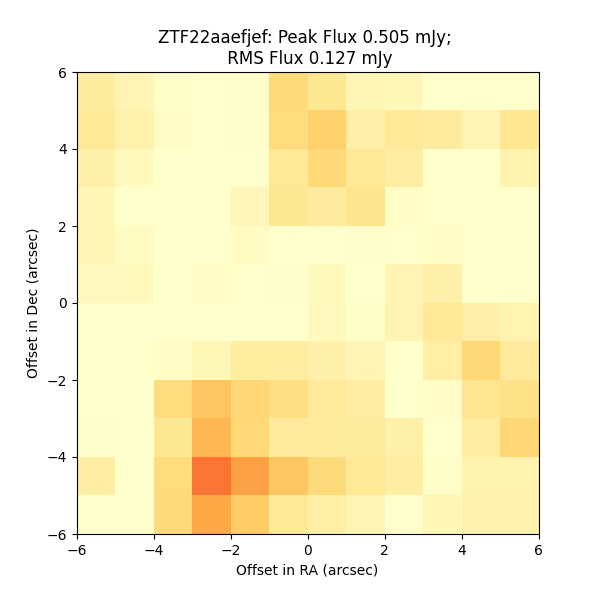 ZTF22aaefjef: Peak Flux 0.505 mJy;
RMS Flux 0.127 mJy
6
4
2
0
−2
−4
−6
Offset in Dec (arcsec)
−6 −4 −2 0 2 4 6
Offset in RA (arcsec)